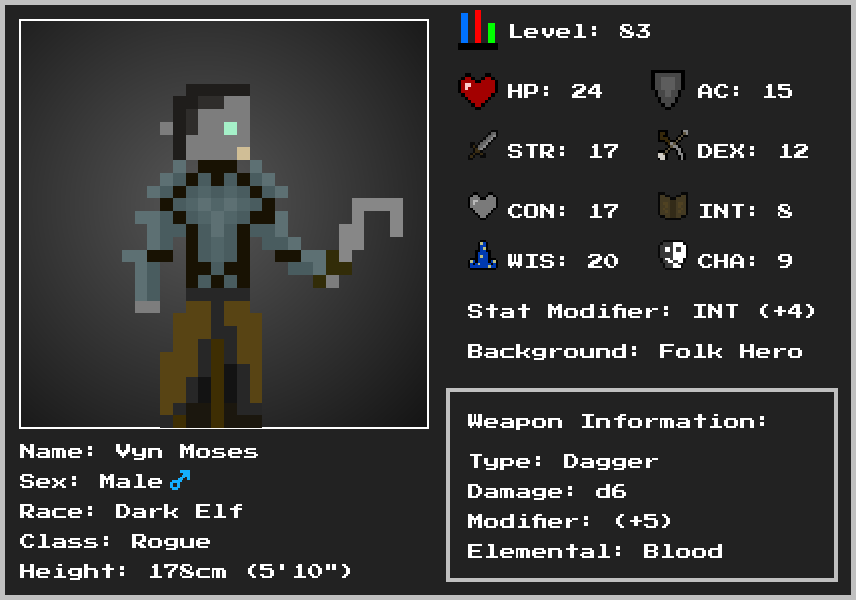 Level: 83
HP: 24 AC: 15
STR: 17 DEX: 12
CON: 17 INT: 8
WIS: 20 CHA: 9
Stat Modifier: INT (+4)
Background: Folk Hero
Weapon Information:
Type: Dagger
Damage: d6
Modifier: (+5)
Elemental: Blood
Name: Vyn Moses
Sex: Male ♂
Race: Dark Elf
Class: Rogue
Height: 178cm (5'10")